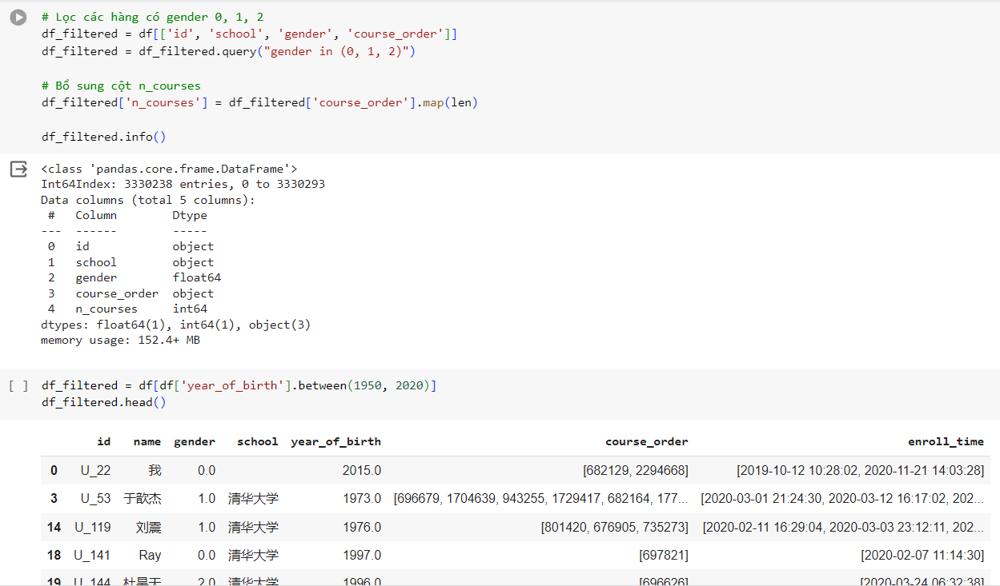 # Lọc các hàng có gender 0, 1, 2
df_filtered = df[['id', 'school', 'gender', 'course_order']]
df_filtered = df_filtered.query("gender in (0, 1, 2)")
# Bổ sung cột n_courses
df_filtered['n_courses'] = df_filtered['course_order'].map(len)
df_filtered.info()
<class 'pandas.core.frame.DataFrame'>
Int64Index: 3330238 entries, 0 to 3330293
Data columns (total 5 columns):
# Column Dtype
--- ------ -----
0 id object
1 school object
2 gender float64
3 course_order object
4 n_courses int64
dtypes: float64(1), int64(1), object(3)
memory usage: 152.4+ MB
[ ] df_filtered = df[df['year_of_birth'].between(1950, 2020)]
df_filtered.head()
id name gender school year_of_birth course_order enroll_time
0 U_22 我 0.0 2015.0 [682129, 2294668] [2019-10-12 10:28:02, 2020-11-21 14:03:28]
3 U_53 于歆杰 1.0 清华大学 1973.0 [696679, 1704639, 943255, 1729417, 682164, 177... [2020-03-01 21:24:30, 2020-03-12 16:17:02, 202...
14 U_119 刘震 1.0 清华大学 1976.0 [801420, 676905, 735273] [2020-02-11 16:29:04, 2020-03-03 23:12:11, 202...
18 U_141 Ray 0.0 清华大学 1997.0 [697821] [2020-02-07 11:14:30]
19 U_144 杜昊天 2.0 清华大学 1996.0 [696626] [2020-03-24 06:32:38]